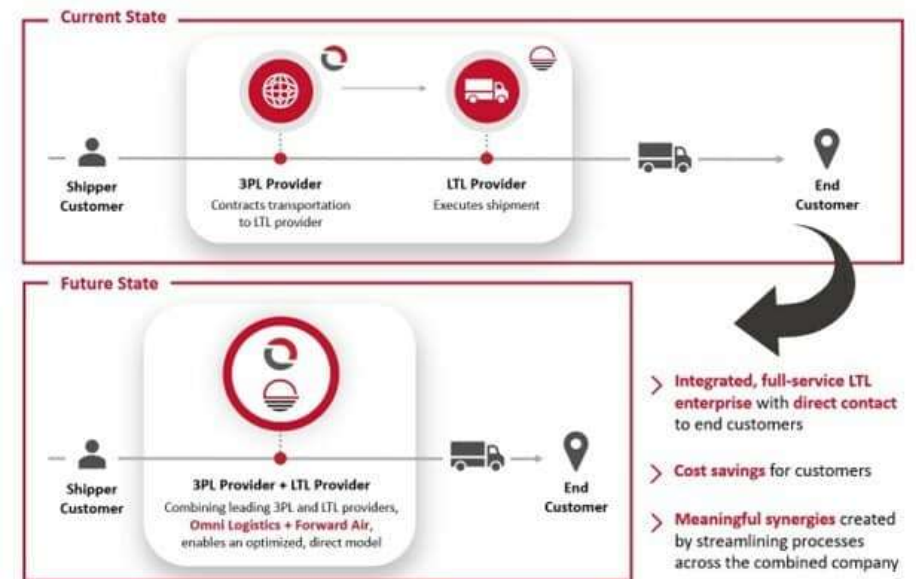 Current State
Shipper
Customer
3PL Provider
Contracts transportation
to LTL provider
LTL Provider
Executes shipment
End
Customer
Future State
Shipper
Customer
3PL Provider + LTL Provider
Combining leading 3PL and LTL providers,
Omni Logistics + Forward Air,
enables an optimized, direct model
End
Customer
Integrated, full-service LTL
enterprise with direct contact
to end customers
Cost savings for customers
Meaningful synergies created
by streamlining processes
across the combined company